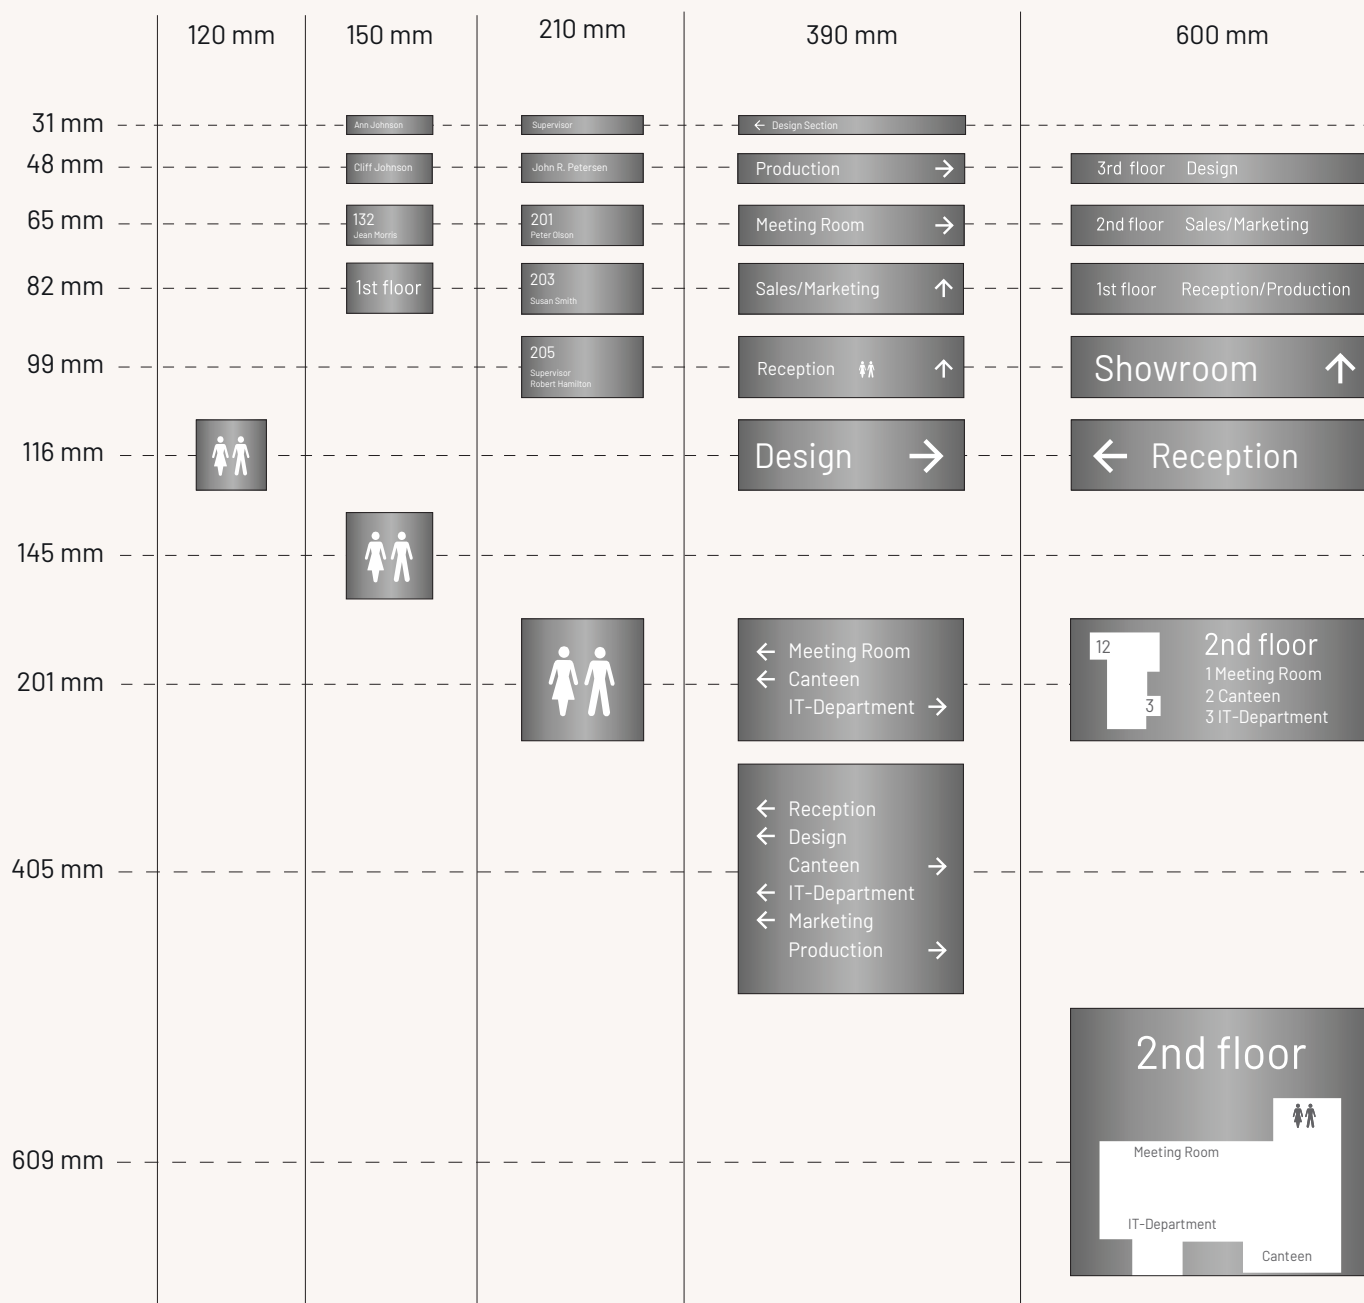 120 mm
150 mm
210 mm
390 mm
600 mm
31 mm
Ann Johnson
Supervisor
Design Section
48 mm
Cliff Johnson
John R. Petersen
Production
3rd floor Design
65 mm
132
Jean Morris
201
Peter Olson
Meeting Room
2nd floor Sales/Marketing
82 mm
1st floor
203
Susan Smith
Sales/Marketing
1st floor Reception/Production
99 mm
205
Supervisor
Robert Hamilton
Reception
Showroom
116 mm
Design
Reception
145 mm
201 mm
Meeting Room
Canteen
IT-Department
12
3
2nd floor
1 Meeting Room
2 Canteen
3 IT-Department
405 mm
Reception
Design
Canteen
IT-Department
Marketing
Production
609 mm
2nd floor
Meeting Room
IT-Department
Canteen